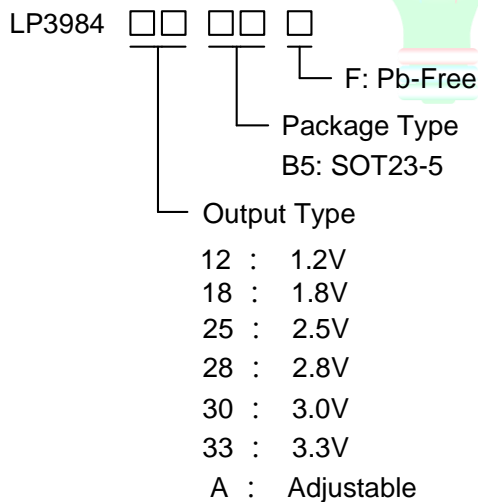 LP3984 □□ □□ □
F: Pb-Free
Package Type
B5: SOT23-5
Output Type
12 : 1.2V
18 : 1.8V
25 : 2.5V
28 : 2.8V
30 : 3.0V
33 : 3.3V
A : Adjustable